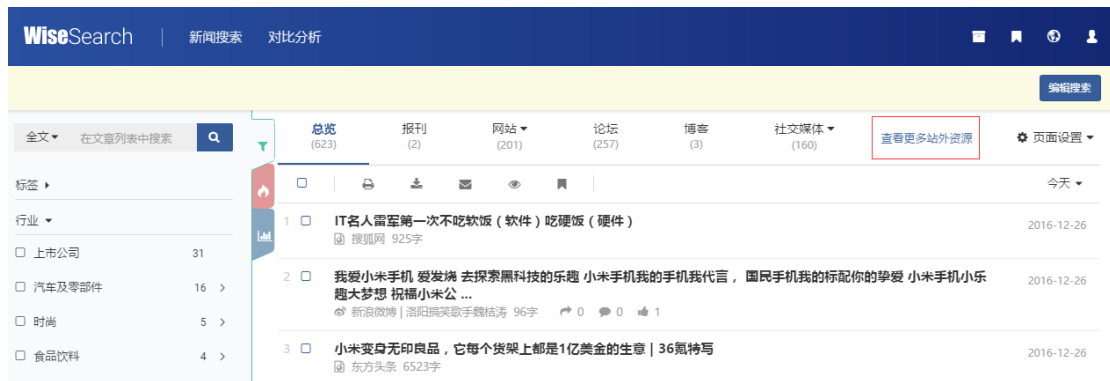 WiseSearch | 新闻搜索 对比分析
编辑搜索
全文 在文章列表中搜索
总览 报刊 网站 论坛 博客 社交媒体 查看更多站外资源 页面设置
(623) (2) (201) (257) (3) (160)
标签
今天
行业
上市公司 31
汽车及零部件 16 >
时尚 5 >
食品饮料 4 >
1 IT名人雷军第一次不吃软饭（软件）吃硬饭（硬件） 2016-12-26
搜狐网 925字
2 我爱小米手机 爱发烧 去探索黑科技的乐趣 小米手机我的手机我代言， 国民手机我的标配你的挚爱 小米手机小乐 2016-12-26
趣大梦想 祝福小米公 ...
新浪微博 | 洛阳搞笑歌手魏枯涛 96字 0 0 1
3 小米变身无印良品，它每个货架上都是1亿美金的生意 | 36氪特写 2016-12-26
东方头条 6523字